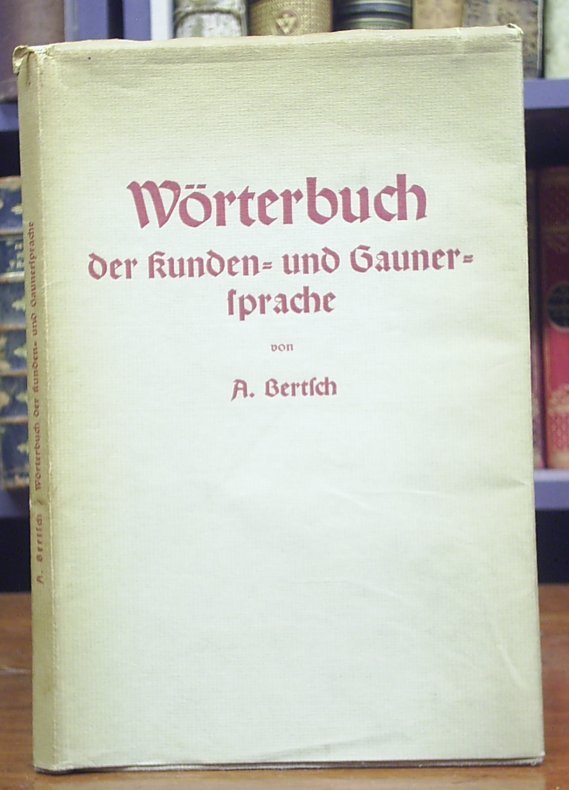 Wörterbuch
der Kunden- und Gauner-
ſprache
von
A. Bertſch
A. Bertſch / Wörterbuch der Kunden- und Gaunerſprache